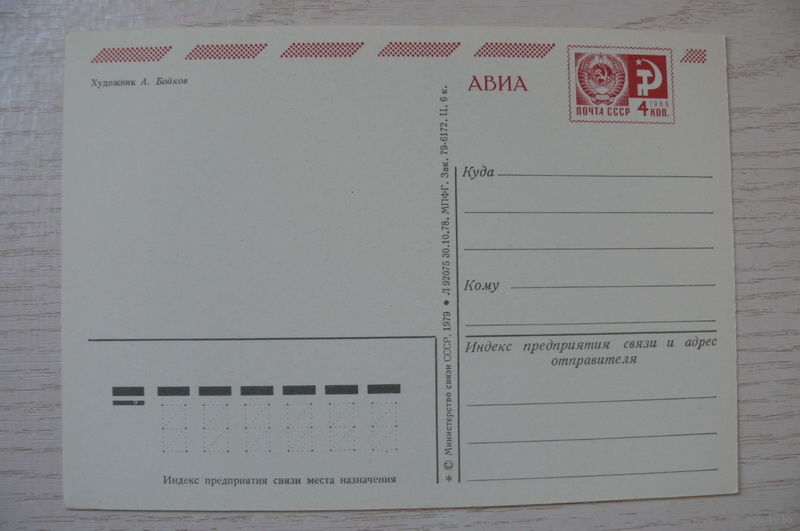 Художник А. Бойков
АВИА
1966
ПОЧТА СССР 4 КОП.
Куда
Кому
Индекс предприятия связи и адрес
отправителя
Индекс предприятия связи места назначения
* © Министерство связи СССР. 1979 ● Л 92075 30.10.78. МПФГ. Зак. 79-6172. Ц. 6 к.